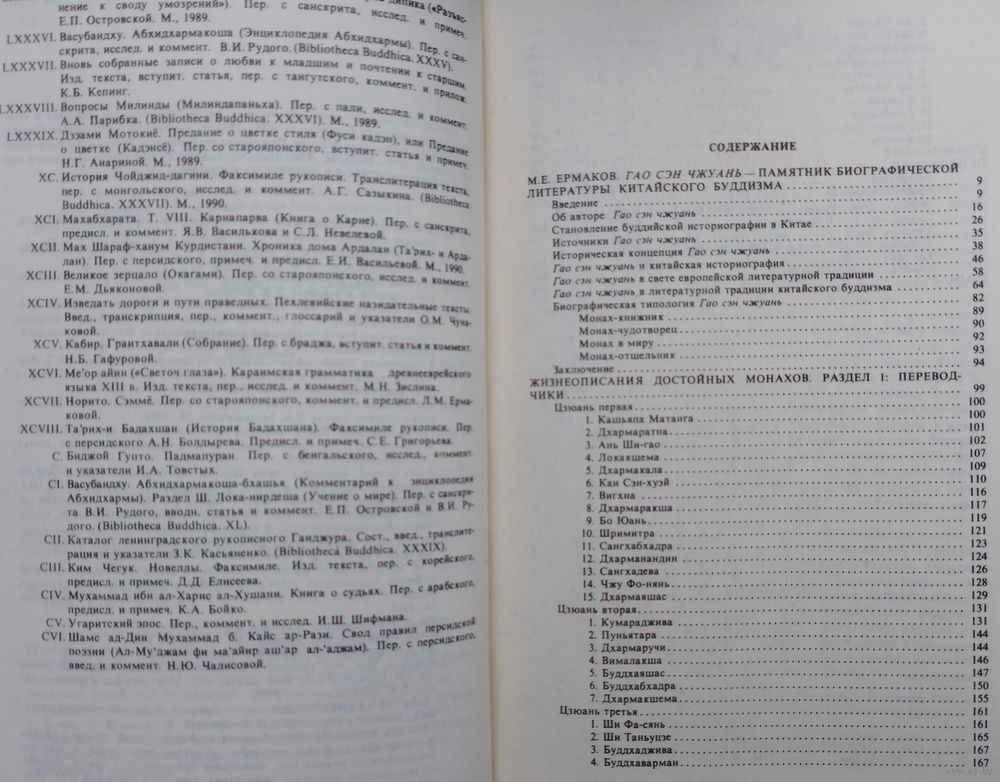 нение к своду умозрений»). Пер. с санскрита, исслед. и примеч.
Е.П. Островской. М., 1989.
LXXXVI. Васубандху. Абхидхармакоша (Энциклопедия Абхидхармы). Пер. с сан-
скрита, исслед. и коммент. В.И. Рудого. (Bibliotheca Buddhica. XXXV).
LXXXVII. Вновь собранные записи о любви к младшим и почтении к старшим.
Изд. текста, вступит. статья, пер. с тангутского, коммент. и прилож.
К.Б. Кепинг.
LXXXVIII. Вопросы Милинды (Милиндапаньха). Пер. с пали, исслед. и коммент.
А.А. Парибка. (Bibliotheca Buddhica. XXXVI). М., 1989.
LXXXIX. Дзэами Мотокиё. Предание о цветке стиля (Фуси кадэн), или Предание
о цветке (Кадэнсё). Пер. со старояпонского, вступит. статья и примеч.
Н.Г. Анариной. М., 1989.
XC. История Чойджид-дагини. Факсимиле рукописи. Транслитерация текста,
пер. с монгольского, исслед. и коммент. А.Г. Сазыкина. (Bibliotheca
Buddhica. XXXVII). М., 1990.
XCI. Махабхарата. Т. VIII. Карнапарва (Книга о Карне). Пер. с санскрита,
предисл. и коммент. Я.В. Василькова и С.Л. Невелевой.
XCII. Мах Шараф-ханум Курдистани. Хроника дома Ардалан (Та'рих- и Арда-
лан). Пер. с персидского, примеч. и предисл. Е.И. Васильевой. М., 1990.
XCIII. Великое зерцало (Окагами). Пер. со старояпонского, исслед. и коммент.
Е.М. Дьяконовой.
XCIV. Изведать дороги и пути праведных. Пехлевийские назидательные тексты.
Введ., транскрипция, пер., коммент., глоссарий и указатели О.М. Чуна-
ковой.
XCV. Кабир. Грантхавали (Собрание). Пер. с браджа, вступит. статья и коммент.
Н.Б. Гафуровой.
XCVI. Ме'ор айин («Светоч глаза»). Караимская грамматика древнееврейского
языка XIII в. Изд. текста, пер., исслед. и коммент. М.Н. Зислина.
XCVII. Норито. Сэммё. Пер. со старояпонского, коммент. и предисл. Л.М. Ерма-
ковой.
XCVIII. Та'рих-и Бадахшан (История Бадахшана). Факсимиле рукописи. Пер.
с персидского А.Н. Болдырева. Предисл. и примеч. С.Е. Григорьева.
C. Биджой Гупто. Падмапуран. Пер. с бенгальского, исслед., коммент.
и указатели И.А. Товстых.
CI. Васубандху. Абхидхармакоша-бхашья (Комментарий к энциклопедии
Абхидхармы). Раздел Ш. Лока-нирдеша (Учение о мире). Пер. с санскри-
та В.И. Рудого, вводн. статья и коммент. Е.П. Островской и В.И. Ру-
дого. (Bibliotheca Buddhica. XL).
CII. Каталог ленинградского рукописного Ганджура. Сост., введ., транслите-
рация и указатели З.К. Касьяненко. (Bibliotheca Buddhica. XXXIX).
CIII. Ким Чегук. Новеллы. Факсимиле. Изд. текста, пер. с корейского,
предисл. и примеч. Д.Д. Елисеева.
CIV. Мухаммад ибн ал-Харис ал-Хушани. Книга о судьях. Пер. с арабского,
предисл. и примеч. К.А. Бойко.
CV. Угаритский эпос. Пер., коммент. и исслед. И.Ш. Шифмана.
CVI. Шамс ад-Дин Мухаммад б. Кайс ар-Рази. Свод правил персидской
поэзии (Ал-Му'джам фи ма'айир аш'ар ал-'аджам). Пер. с персидского,
введ. и коммент. Н.Ю. Чалисовой.
СОДЕРЖАНИЕ
М.Е. ЕРМАКОВ. ГАО СЭН ЧЖУАНЬ — ПАМЯТНИК БИОГРАФИЧЕСКОЙ
ЛИТЕРАТУРЫ КИТАЙСКОГО БУДДИЗМА 9
Введение 9
Об авторе Гао сэн чжуань 16
Становление буддийской историографии в Китае 26
Источники Гао сэн чжуань 35
Историческая концепция Гао сэн чжуань 38
Гао сэн чжуань и китайская историография 46
Гао сэн чжуань в свете европейской литературной традиции 58
Гао сэн чжуань в литературной традиции китайского буддизма 64
Биографическая типология Гао сэн чжуань 82
Монах-книжник 89
Монах-чудотворец 90
Монах в миру 92
Монах-отшельник 93
Заключение 94
ЖИЗНЕОПИСАНИЯ ДОСТОЙНЫХ МОНАХОВ. РАЗДЕЛ I: ПЕРЕВОД-
ЧИКИ 99
Цзюань первая 100
1. Кашьяпа Матанга 100
2. Дхармаратна 101
3. Ань Ши-гао 102
4. Локакшема 107
5. Дхармакала 109
6. Кан Сэн-хуэй 110
7. Вигхна 116
8. Дхармаракша 117
9. Бо Юань 119
10. Шримитра 121
11. Сангхабхадра 123
12. Дхарманандин 124
13. Сангхадева 126
14. Чжу Фо-нянь 128
15. Дхармаяшас 129
Цзюань вторая 131
1. Кумараджива 131
2. Пуньятара 144
3. Дхармаручи 144
4. Вималакша 146
5. Буддхаяшас 147
6. Буддхабхадра 150
7. Дхармакшема 155
Цзюань третья 161
1. Ши Фа-сянь 161
2. Ши Таньуцзе 165
3. Буддхаджива 167
4. Буддхаварман 167